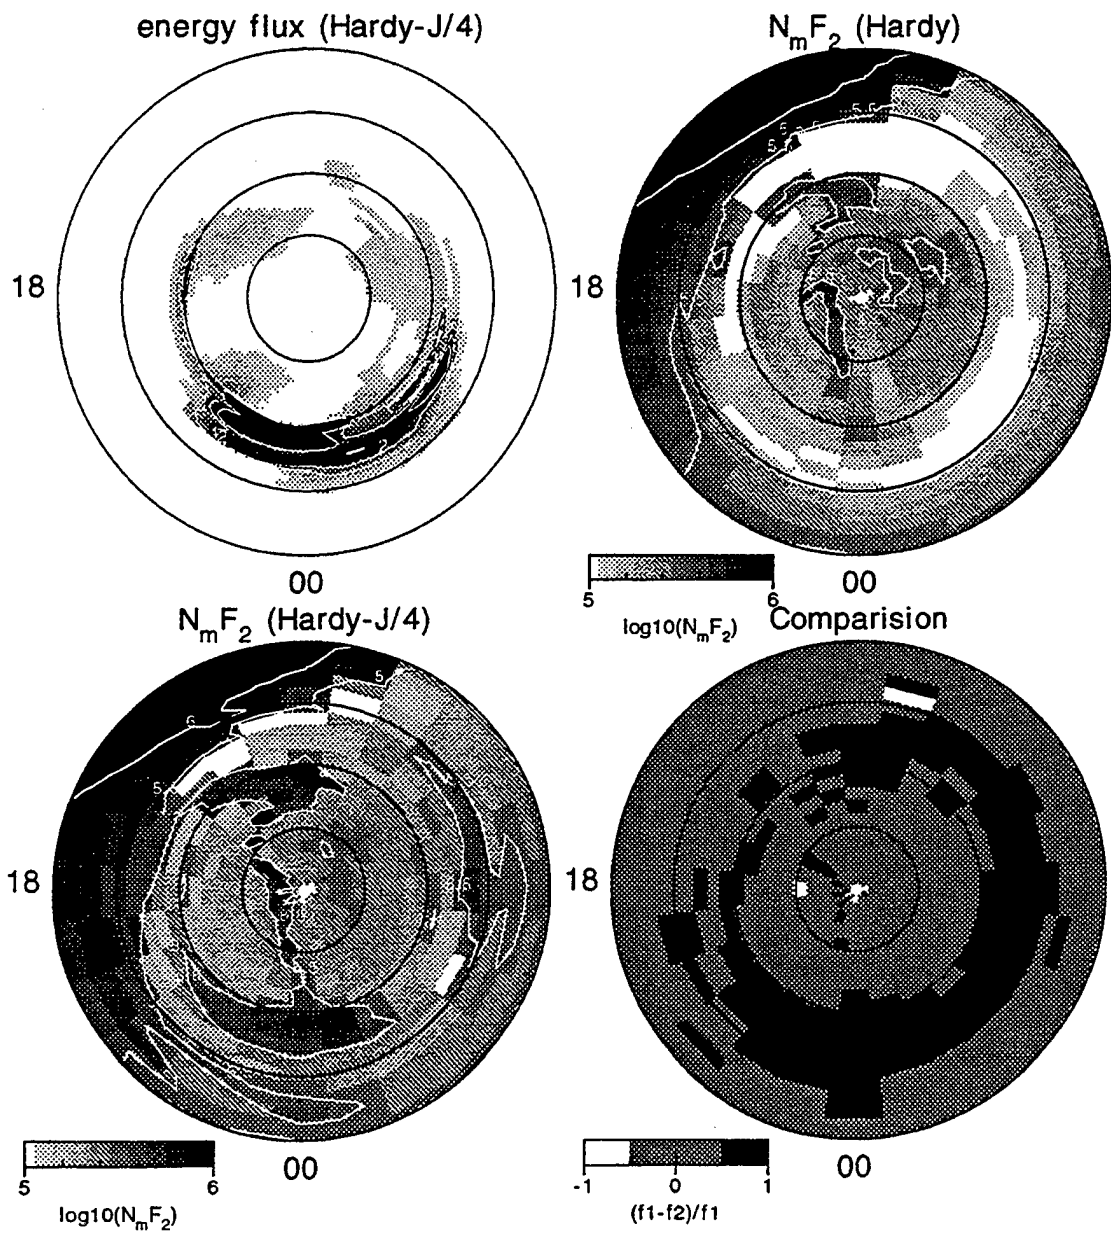 energy flux (Hardy-J/4)
NmF2 (Hardy)
18
18
00
00
5
6
log10(NmF2)
NmF2 (Hardy-J/4)
Comparision
18
18
00
00
5
6
log10(NmF2)
-1
0
1
(f1-f2)/f1